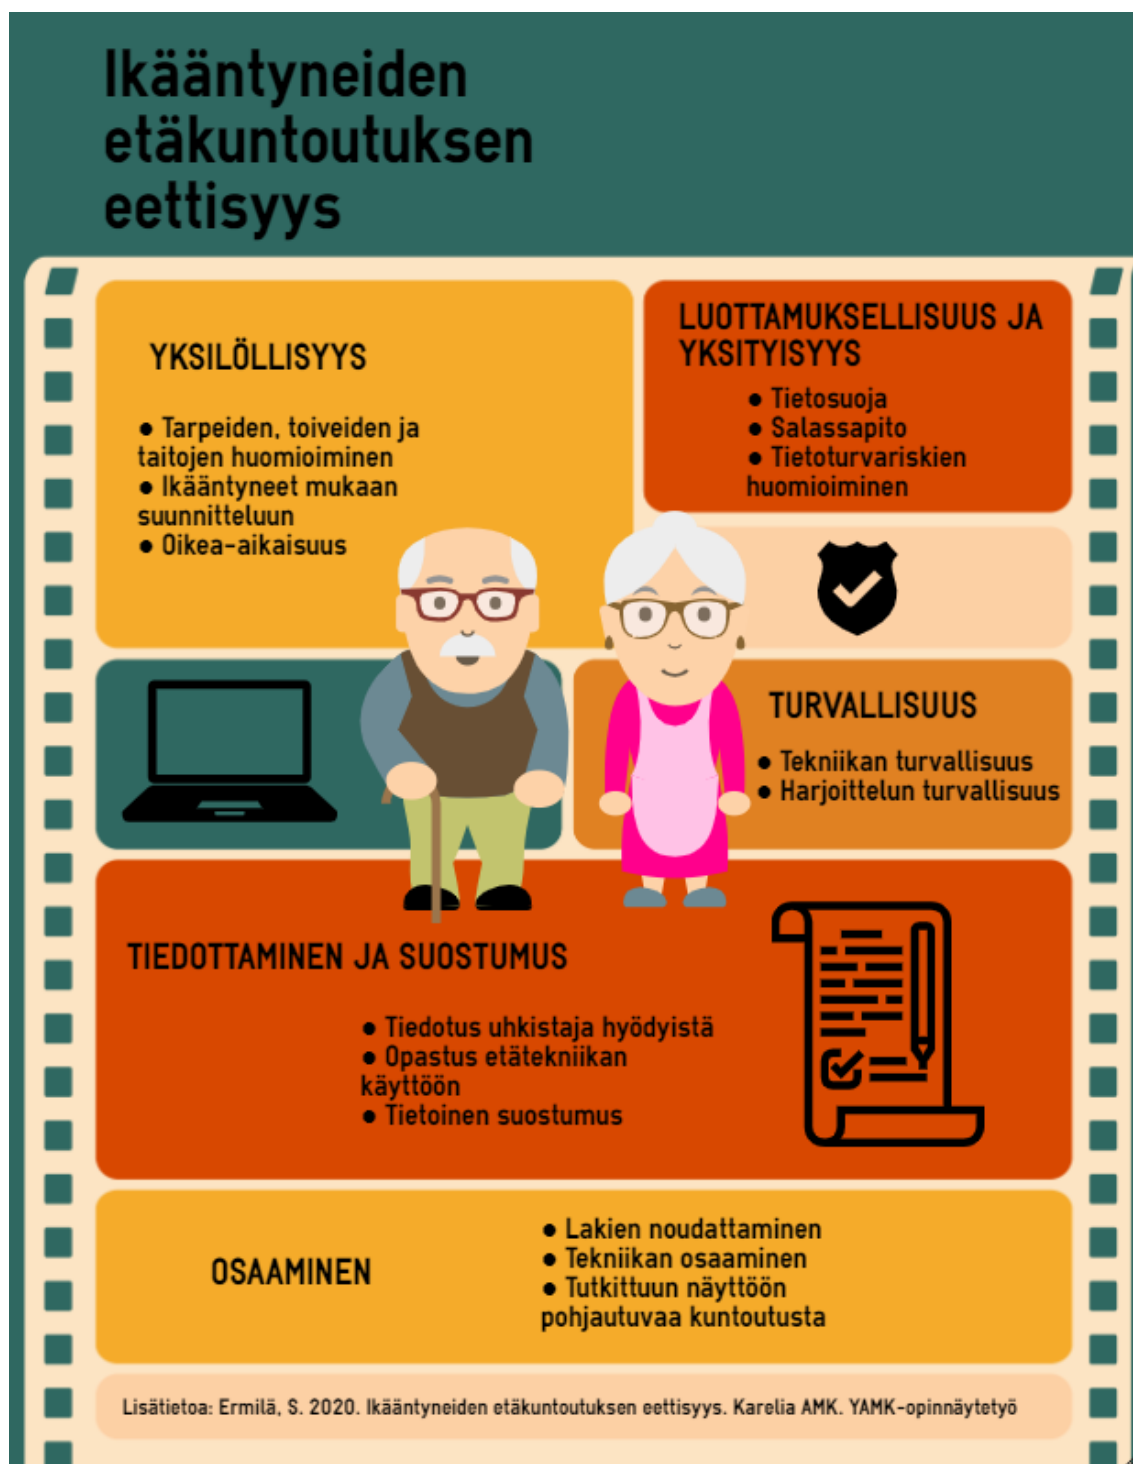 Ikääntyneiden
etäkuntoutuksen
eettisyys
YKSILÖLLISYYS
● Tarpeiden, toiveiden ja
taitojen huomioiminen
● Ikääntyneet mukaan
suunnitteluun
● Oikea-aikaisuus
LUOTTAMUKSELLISUUS JA
YKSITYISYYS
● Tietosuoja
● Salassapito
● Tietoturvariskien
huomioiminen
TURVALLISUUS
● Tekniikan turvallisuus
● Harjoittelun turvallisuus
TIEDOTTAMINEN JA SUOSTUMUS
● Tiedotus uhkistaja hyödyistä
● Opastus etätekniikan
käyttöön
● Tietoinen suostumus
OSAAMINEN
● Lakien noudattaminen
● Tekniikan osaaminen
● Tutkittuun näyttöön
pohjautuvaa kuntoutusta
Lisätietoa: Ermilä, S. 2020. Ikääntyneiden etäkuntoutuksen eettisyys. Karelia AMK. YAMK-opinnäytetyö